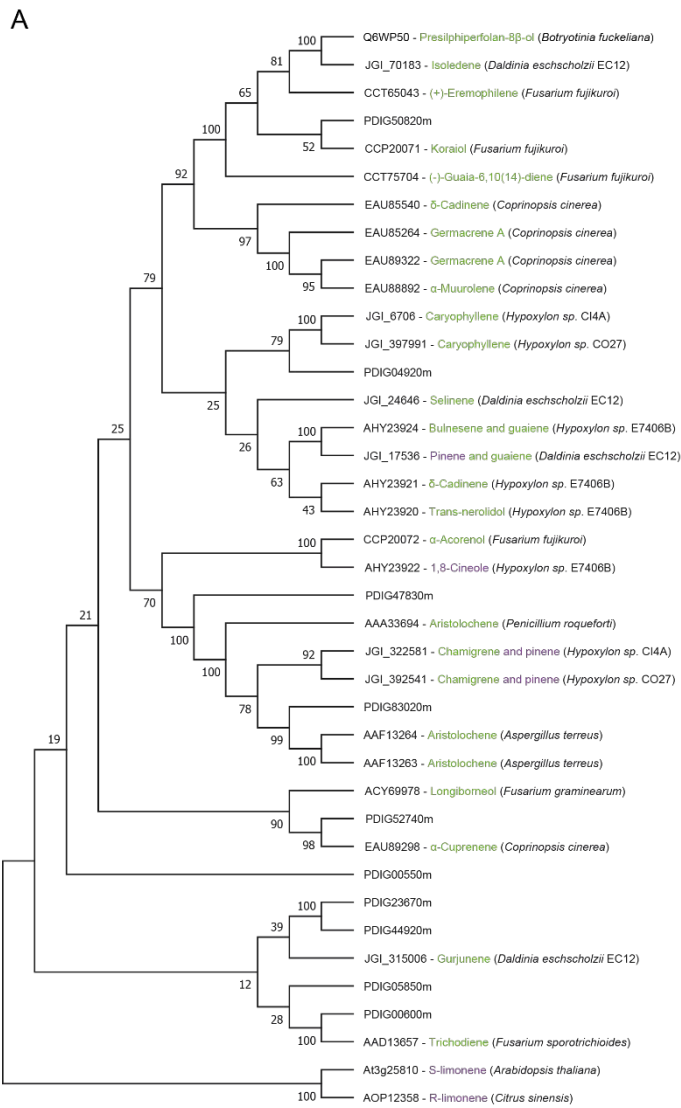 A
100
Q6WP50 - Presilphiperfolan-8β-ol (Botryotinia fuckeliana)
81
JGI_70183 - Isoledene (Daldinia eschscholzii EC12)
65
CCT65043 - (+)-Eremophilene (Fusarium fujikuroi)
100
PDIG50820m
52
CCP20071 - Koraiol (Fusarium fujikuroi)
92
CCT75704 - (-)-Guaia-6,10(14)-diene (Fusarium fujikuroi)
EAU85540 - δ-Cadinene (Coprinopsis cinerea)
97
EAU85264 - Germacrene A (Coprinopsis cinerea)
100
EAU89322 - Germacrene A (Coprinopsis cinerea)
79
95
EAU88892 - α-Muurolene (Coprinopsis cinerea)
100
JGI_6706 - Caryophyllene (Hypoxylon sp. CI4A)
79
JGI_397991 - Caryophyllene (Hypoxylon sp. CO27)
PDIG04920m
25
JGI_24646 - Selinene (Daldinia eschscholzii EC12)
100
AHY23924 - Bulnesene and guaiene (Hypoxylon sp. E7406B)
25
26
JGI_17536 - Pinene and guaiene (Daldinia eschscholzii EC12)
63
AHY23921 - δ-Cadinene (Hypoxylon sp. E7406B)
43
AHY23920 - Trans-nerolidol (Hypoxylon sp. E7406B)
100
CCP20072 - α-Acorenol (Fusarium fujikuroi)
AHY23922 - 1,8-Cineole (Hypoxylon sp. E7406B)
70
PDIG47830m
21
100
AAA33694 - Aristolochene (Penicillium roqueforti)
92
JGI_322581 - Chamigrene and pinene (Hypoxylon sp. CI4A)
100
JGI_392541 - Chamigrene and pinene (Hypoxylon sp. CO27)
78
PDIG83020m
99
AAF13264 - Aristolochene (Aspergillus terreus)
19
100
AAF13263 - Aristolochene (Aspergillus terreus)
ACY69978 - Longiborneol (Fusarium graminearum)
90
PDIG52740m
98
EAU89298 - α-Cuprenene (Coprinopsis cinerea)
PDIG00550m
100
PDIG23670m
39
PDIG44920m
JGI_315006 - Gurjunene (Daldinia eschscholzii EC12)
12
PDIG05850m
28
PDIG00600m
100
AAD13657 - Trichodiene (Fusarium sporotrichioides)
At3g25810 - S-limonene (Arabidopsis thaliana)
100
AOP12358 - R-limonene (Citrus sinensis)